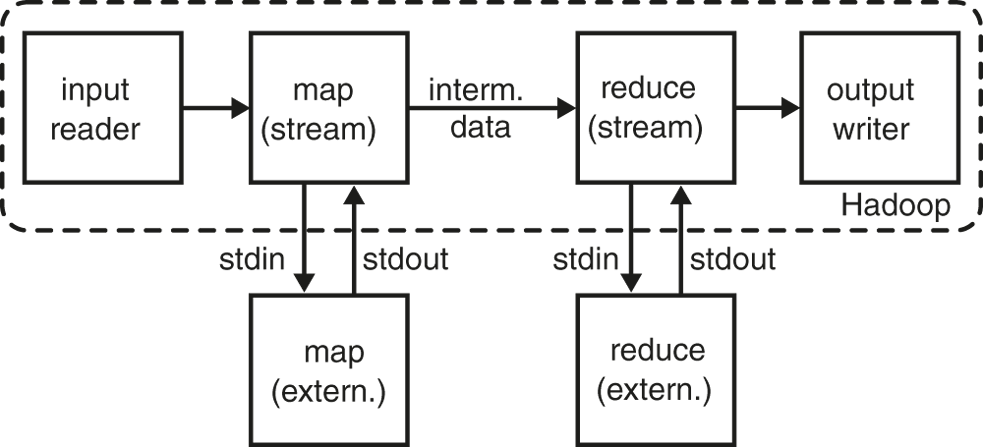 input
reader
map
(stream)
interm.
data
reduce
(stream)
output
writer
Hadoop
stdin
stdout
stdin
stdout
map
(extern.)
reduce
(extern.)